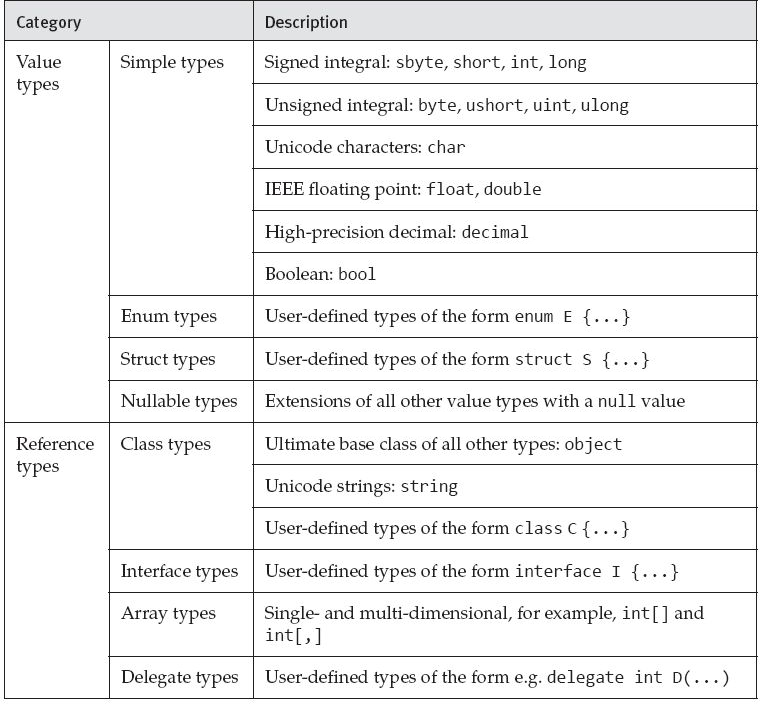 Category Description
Value
types
Simple types
Signed integral: sbyte, short, int, long
Unsigned integral: byte, ushort, uint, ulong
Unicode characters: char
IEEE floating point: float, double
High-precision decimal: decimal
Boolean: bool
Enum types
User-defined types of the form enum E {...}
Struct types
User-defined types of the form struct S {...}
Nullable types
Extensions of all other value types with a null value
Reference
types
Class types
Ultimate base class of all other types: object
Unicode strings: string
User-defined types of the form class C {...}
Interface types
User-defined types of the form interface I {...}
Array types
Single- and multi-dimensional, for example, int[] and
int[,]
Delegate types
User-defined types of the form e.g. delegate int D(...)